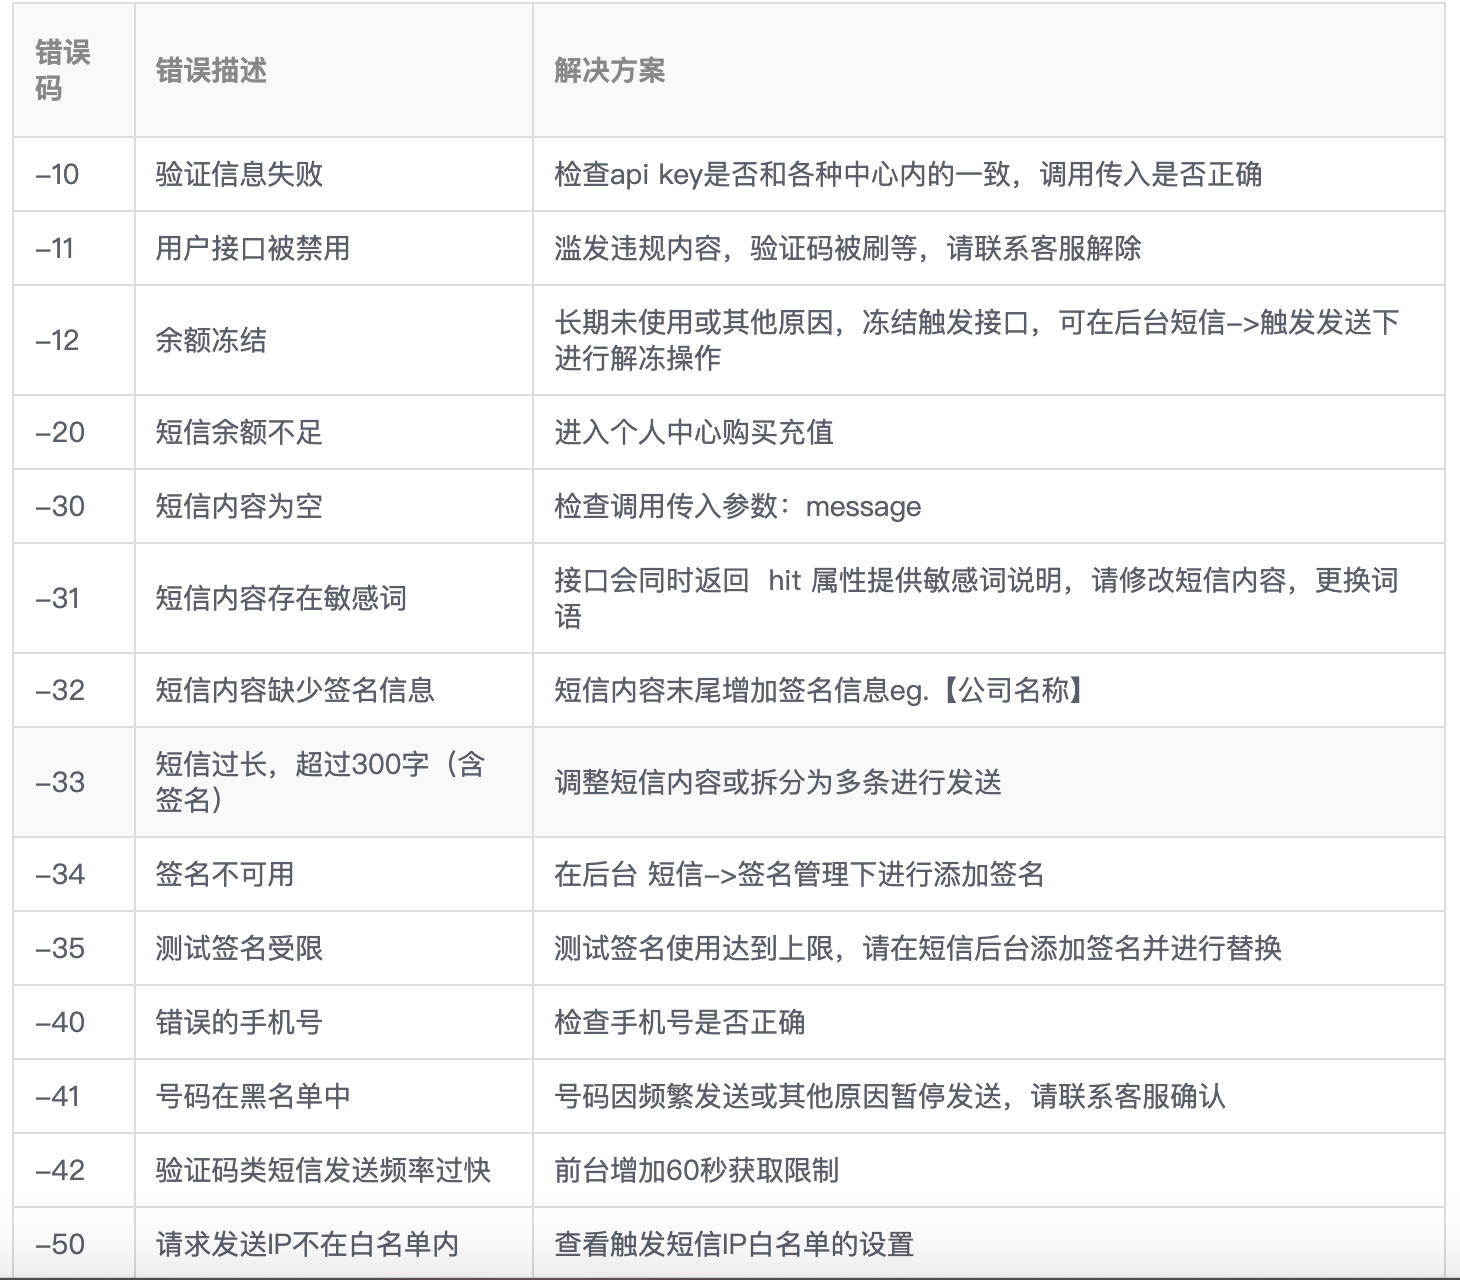 错误
码
错误描述
解决方案
-10
验证信息失败
检查api key是否和各种中心内的一致，调用传入是否正确
-11
用户接口被禁用
滥发违规内容，验证码被刷等，请联系客服解除
-12
余额冻结
长期未使用或其他原因，冻结触发接口，可在后台短信->触发发送下
进行解冻操作
-20
短信余额不足
进入个人中心购买充值
-30
短信内容为空
检查调用传入参数：message
-31
短信内容存在敏感词
接口会同时返回 hit 属性提供敏感词说明，请修改短信内容，更换词
语
-32
短信内容缺少签名信息
短信内容末尾增加签名信息eg.【公司名称】
-33
短信过长，超过300字（含
签名）
调整短信内容或拆分为多条进行发送
-34
签名不可用
在后台 短信->签名管理下进行添加签名
-35
测试签名受限
测试签名使用达到上限，请在短信后台添加签名并进行替换
-40
错误的手机号
检查手机号是否正确
-41
号码在黑名单中
号码因频繁发送或其他原因暂停发送，请联系客服确认
-42
验证码类短信发送频率过快
前台增加60秒获取限制
-50
请求发送IP不在白名单内
查看触发短信IP白名单的设置